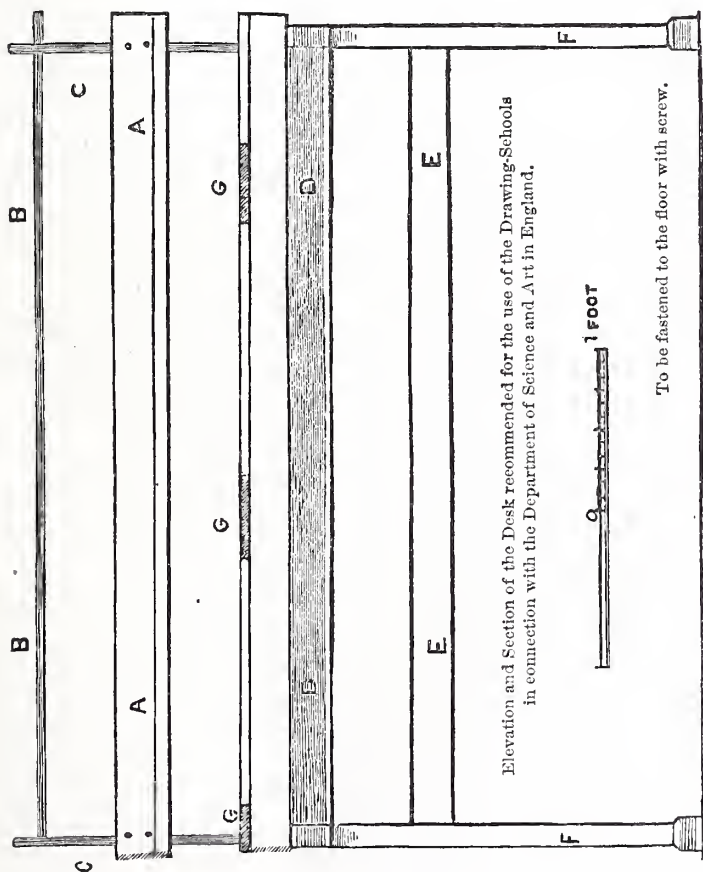 B B
C C
A A
G G G
D D
E E
F F
Elevation and Section of the Desk recommended for the use of the Drawing-Schools
in connection with the Department of Science and Art in England.
1 FOOT
To be fastened to the floor with screw.